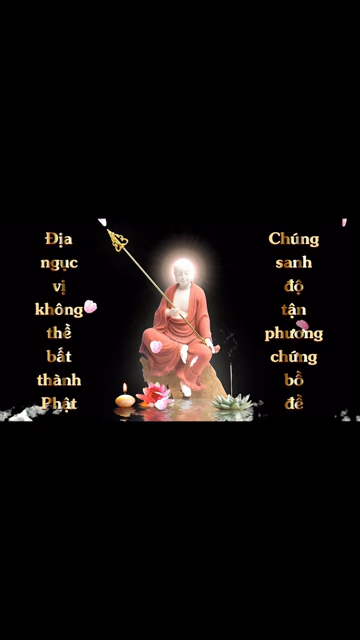 Địa
ngục
vị
không
thề
bất
thành
Phật
Chúng
sanh
độ
tận
phương
chứng
bồ
đề